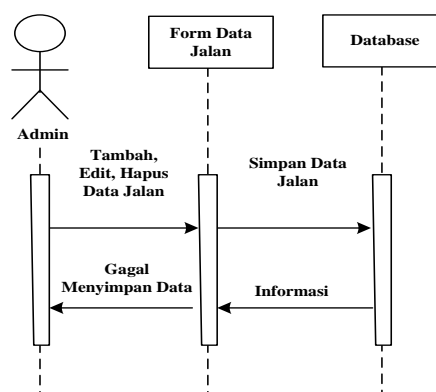 Form Data
Jalan
Database
Admin
Tambah,
Edit, Hapus
Data Jalan
Simpan Data
Jalan
Gagal
Menyimpan Data
Informasi